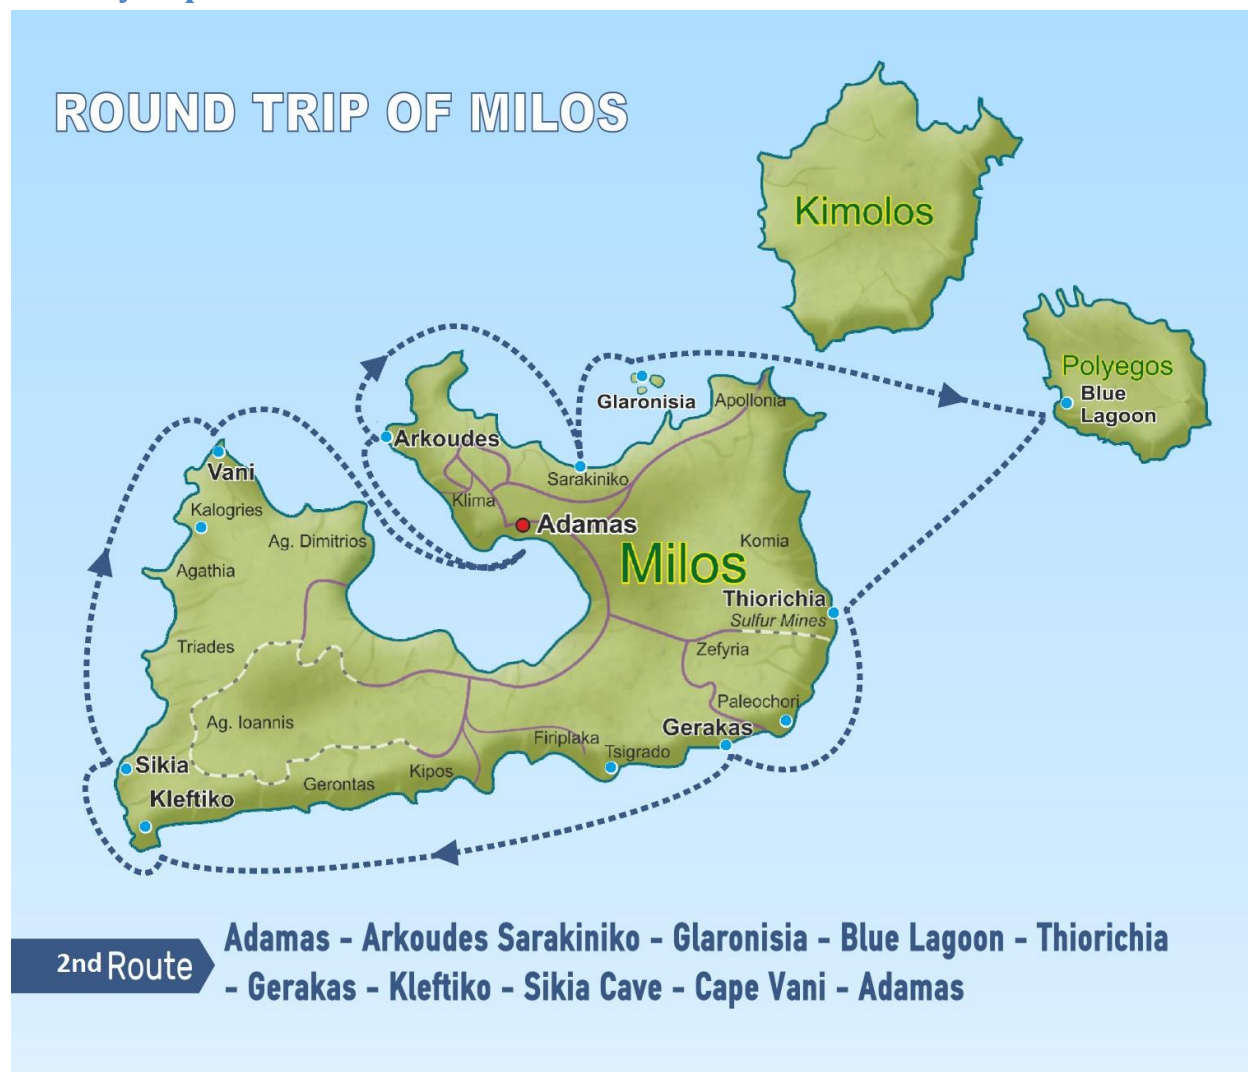 ROUND TRIP OF MILOS
Kimolos
Polyegos
Blue
Lagoon
Glaronisia
Apollonia
Arkoudes
Vani
Sarakiniko
Klima
Kalogries
Adamas
Ag. Dimitrios
Komia
Milos
Agathia
Thiorichia
Sulfur Mines
Triades
Zefyria
Paleochori
Ag. Ioannis
Gerakas
Firiplaka
Tsigrado
Sikia
Kipos
Gerontas
Kleftiko
2nd Route
Adamas - Arkoudes Sarakiniko - Glaronisia - Blue Lagoon - Thiorichia
- Gerakas - Kleftiko - Sikia Cave - Cape Vani - Adamas